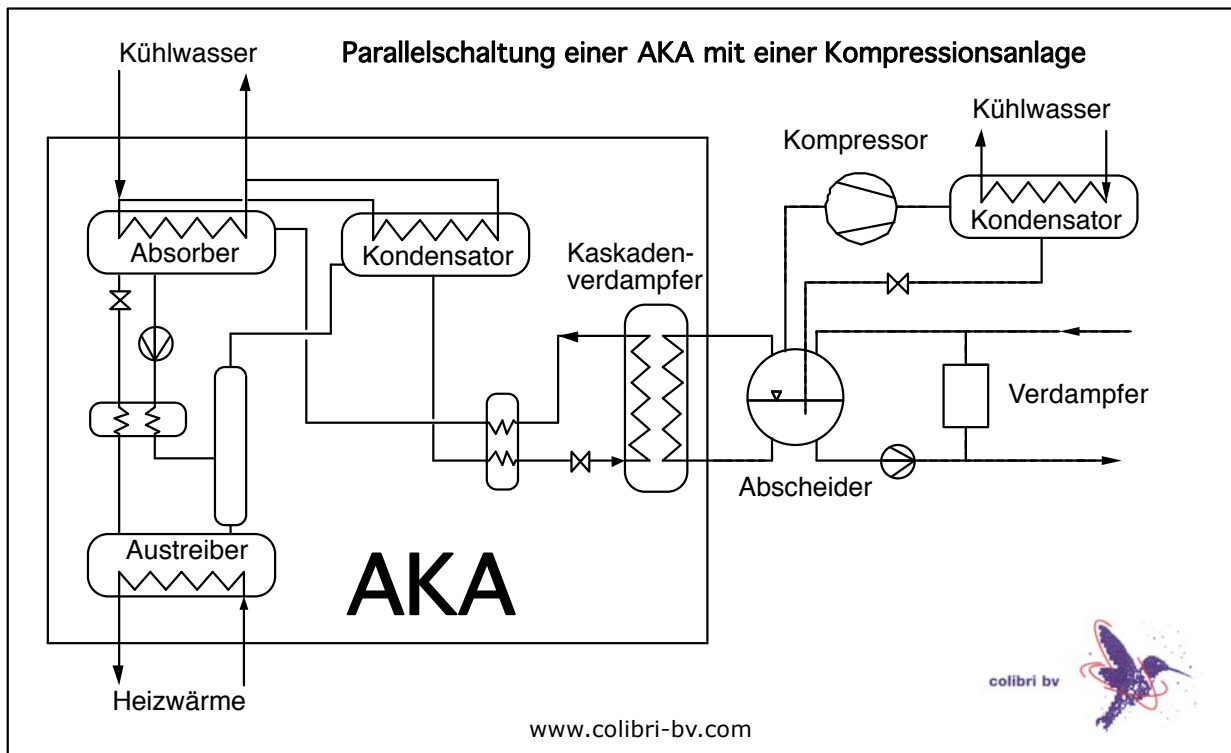 Parallelschaltung einer AKA mit einer Kompressionsanlage
Kühlwasser
Kühlwasser
Kompressor
Absorber
Kondensator
Kondensator
Kaskaden-
verdampfer
Verdampfer
Abscheider
Austreiber
AKA
Heizwärme
colibri bv
www.colibri-bv.com